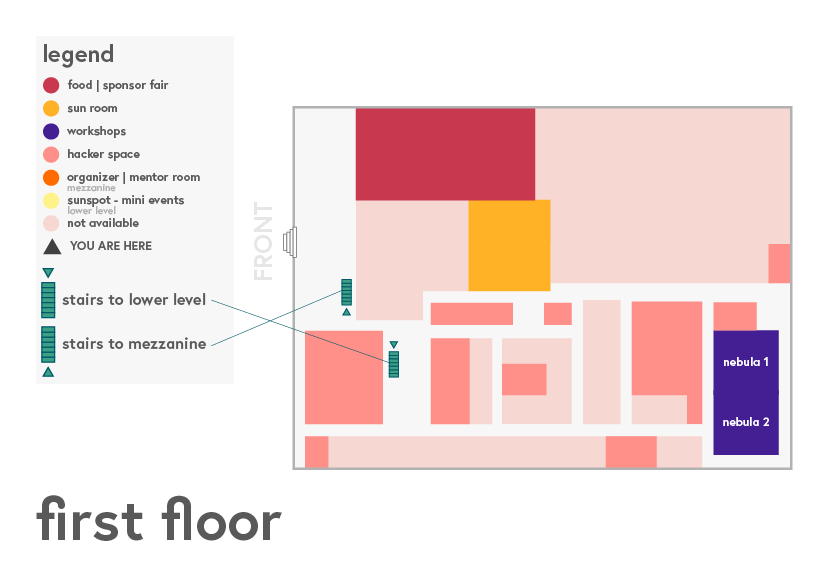 legend
food | sponsor fair
sun room
workshops
hacker space
organizer | mentor room
mezzanine
sunspot - mini events
lower level
not available
YOU ARE HERE
stairs to lower level
stairs to mezzanine
FRONT
nebula 1
nebula 2
first floor